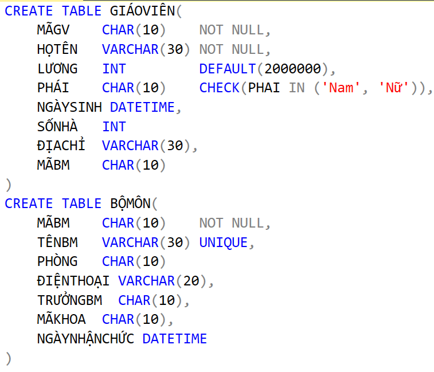 CREATE TABLE GIÁOVIÊN(
MÃGV CHAR(10) NOT NULL,
HỌTÊN VARCHAR(30) NOT NULL,
LƯƠNG INT DEFAULT(2000000),
PHÁI CHAR(10) CHECK(PHAI IN ('Nam', 'Nữ')),
NGÀYSINH DATETIME,
SỐNHÀ INT
ĐỊACHỈ VARCHAR(30),
MÃBM CHAR(10)
)
CREATE TABLE BỘMÔN(
MÃBM CHAR(10) NOT NULL,
TÊNBM VARCHAR(30) UNIQUE,
PHÒNG CHAR(10)
ĐIỆNTHOẠI VARCHAR(20),
TRƯỞNGBM CHAR(10),
MÃKHOA CHAR(10),
NGÀYNHẬNCHỨC DATETIME
)